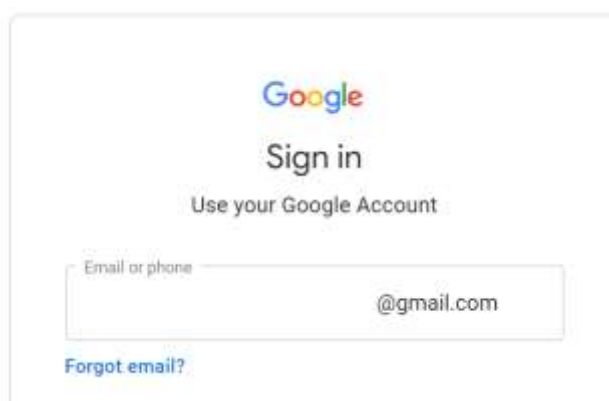 Google
Sign in
Use your Google Account
Email or phone
@gmail.com
Forgot email?